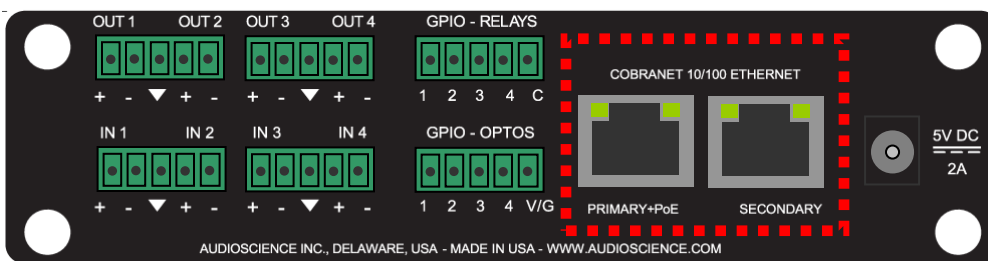 OUT 1 OUT 2 OUT 3 OUT 4 GPIO - RELAYS
COBRANET 10/100 ETHERNET
+ - + - + - + - 1 2 3 4 C
IN 1 IN 2 IN 3 IN 4 GPIO - OPTOS
5V DC
2A
+ - + - + - + - 1 2 3 4 V/G
PRIMARY+PoE SECONDARY
AUDIOSCIENCE INC., DELAWARE, USA - MADE IN USA - WWW.AUDIOSCIENCE.COM